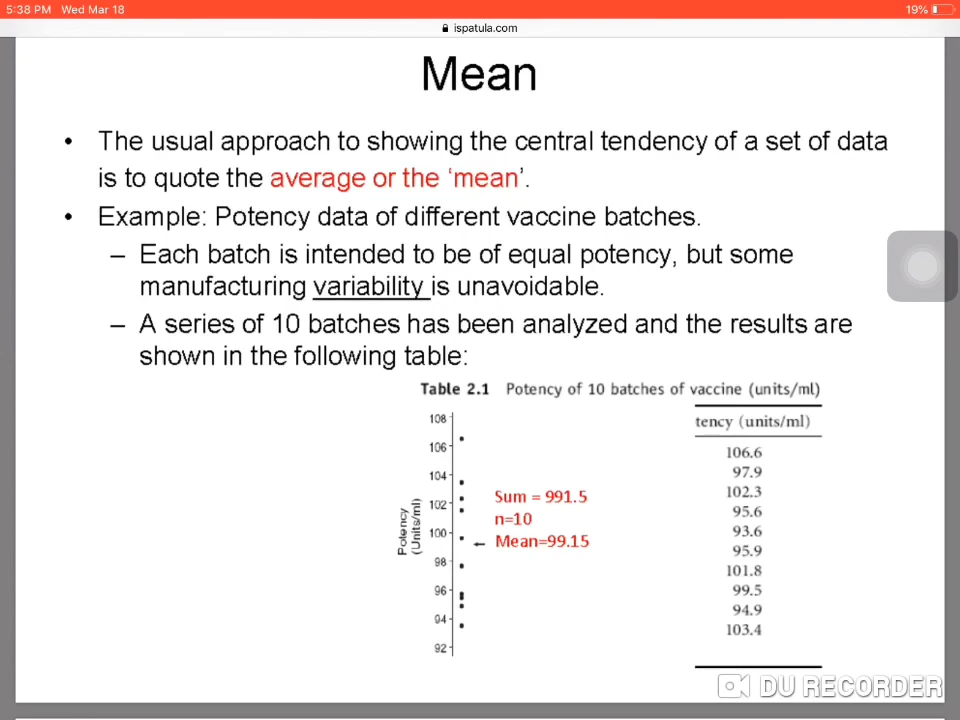 5:38 PM Wed Mar 18
19%
ispatula.com
Mean
• The usual approach to showing the central tendency of a set of data
is to quote the average or the ‘mean’.
• Example: Potency data of different vaccine batches.
– Each batch is intended to be of equal potency, but some
manufacturing variability is unavoidable.
– A series of 10 batches has been analyzed and the results are
shown in the following table:
Table 2.1 Potency of 10 batches of vaccine (units/ml)
108
106
104
102
100
98
96
94
92
Potency
(Units/ml)
Sum = 991.5
n=10
← Mean=99.15
tency (units/ml)
106.6
97.9
102.3
95.6
93.6
95.9
101.8
99.5
94.9
103.4
DU RECORDER